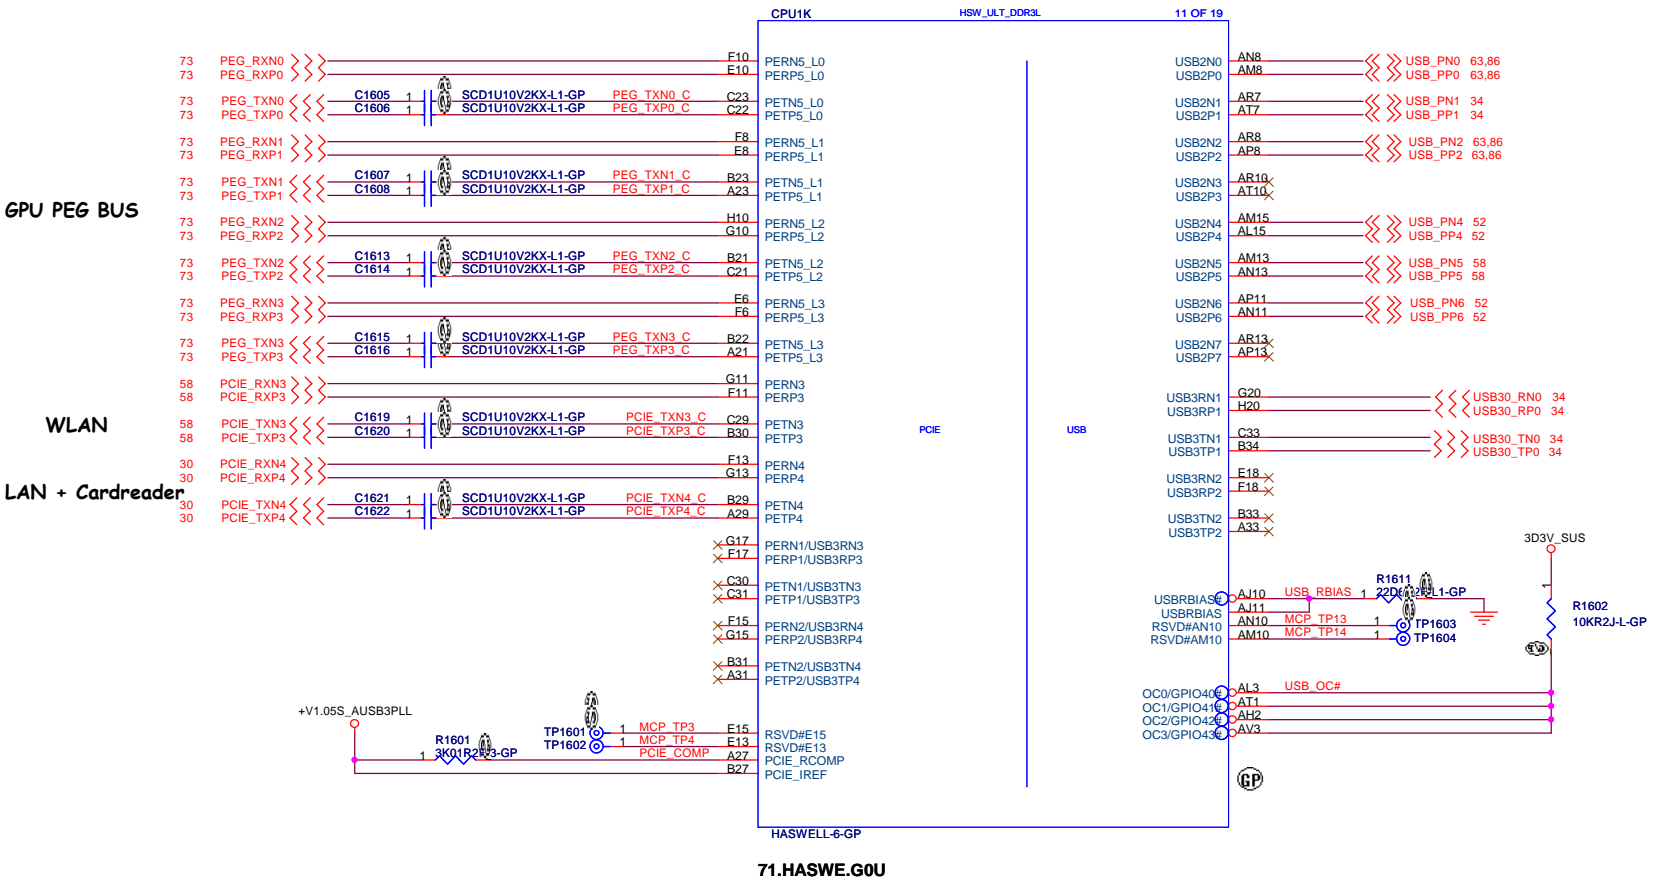 CPU1K HSW_ULT_DDR3L 11 OF 19
73 PEG_RXN0 F10 PERN5_L0 USB2N0 AN8 USB_PN0 63,86
73 PEG_RXP0 E10 PERP5_L0 USB2P0 AM8 USB_PP0 63,86
73 PEG_TXN0 C1605 1 SCD1U10V2KX-L1-GP PEG_TXN0_C C23 PETN5_L0 USB2N1 AR7 USB_PN1 34
73 PEG_TXP0 C1606 1 SCD1U10V2KX-L1-GP PEG_TXP0_C C22 PETP5_L0 USB2P1 AT7 USB_PP1 34
73 PEG_RXN1 F8 PERN5_L1 USB2N2 AR8 USB_PN2 63,86
73 PEG_RXP1 E8 PERP5_L1 USB2P2 AP8 USB_PP2 63,86
73 PEG_TXN1 C1607 1 SCD1U10V2KX-L1-GP PEG_TXN1_C B23 PETN5_L1 USB2N3 AR10
73 PEG_TXP1 C1608 1 SCD1U10V2KX-L1-GP PEG_TXP1_C A23 PETP5_L1 USB2P3 AT10
GPU PEG BUS
73 PEG_RXN2 H10 PERN5_L2 USB2N4 AM15 USB_PN4 52
73 PEG_RXP2 G10 PERP5_L2 USB2P4 AL15 USB_PP4 52
73 PEG_TXN2 C1613 1 SCD1U10V2KX-L1-GP PEG_TXN2_C B21 PETN5_L2 USB2N5 AM13 USB_PN5 58
73 PEG_TXP2 C1614 1 SCD1U10V2KX-L1-GP PEG_TXP2_C C21 PETP5_L2 USB2P5 AN13 USB_PP5 58
73 PEG_RXN3 E6 PERN5_L3 USB2N6 AP11 USB_PN6 52
73 PEG_RXP3 F6 PERP5_L3 USB2P6 AN11 USB_PP6 52
73 PEG_TXN3 C1615 1 SCD1U10V2KX-L1-GP PEG_TXN3_C B22 PETN5_L3 USB2N7 AR13
73 PEG_TXP3 C1616 1 SCD1U10V2KX-L1-GP PEG_TXP3_C A21 PETP5_L3 USB2P7 AP13
58 PCIE_RXN3 G11 PERN3 USB3RN1 G20 USB30_RN0 34
58 PCIE_RXP3 F11 PERP3 USB3RP1 H20 USB30_RP0 34
WLAN
58 PCIE_TXN3 C1619 1 SCD1U10V2KX-L1-GP PCIE_TXN3_C C29 PETN3 PCIE USB USB3TN1 C33 USB30_TN0 34
58 PCIE_TXP3 C1620 1 SCD1U10V2KX-L1-GP PCIE_TXP3_C B30 PETP3 USB3TP1 B34 USB30_TP0 34
30 PCIE_RXN4 F13 PERN4 USB3RN2 E18
30 PCIE_RXP4 G13 PERP4 USB3RP2 F18
LAN + Cardreader
30 PCIE_TXN4 C1621 1 SCD1U10V2KX-L1-GP PCIE_TXN4_C B29 PETN4 USB3TN2 B33
30 PCIE_TXP4 C1622 1 SCD1U10V2KX-L1-GP PCIE_TXP4_C A29 PETP4 USB3TP2 A33
G17 PERN1/USB3RN3 3D3V_SUS
F17 PERP1/USB3RP3
C30 PETN1/USB3TN3 R1611 1
C31 PETP1/USB3TP3 USBRBIAS# AJ10 USB_RBIAS 1 R1602
USBRBIAS AJ11 10KR2J-L-GP
F15 PERN2/USB3RN4 RSVD#AN10 AN10 MCP_TP13 1 TP1603
G15 PERP2/USB3RP4 RSVD#AM10 AM10 MCP_TP14 1 TP1604
B31 PETN2/USB3TN4
A31 PETP2/USB3TP4
OC0/GPIO40# AL3 USB_OC#
+V1.05S_AUSB3PLL OC1/GPIO41# AT1
OC2/GPIO42# AH2
TP1601 1 MCP_TP3 E15 RSVD#E15 OC3/GPIO43# AV3
TP1602 1 MCP_TP4 E13 RSVD#E13
R1601 1 PCIE_COMP A27 PCIE_RCOMP
B27 PCIE_IREF
GP
HASWELL-6-GP
71.HASWE.G0U